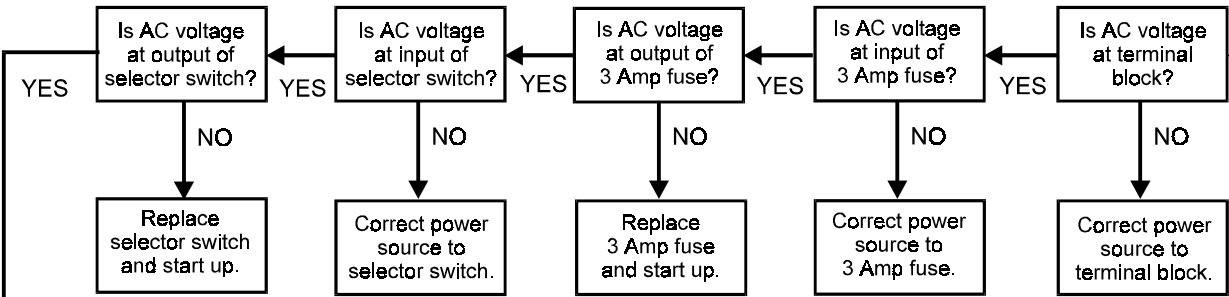 Is AC voltage
at output of
selector switch?
Is AC voltage
at input of
selector switch?
Is AC voltage
at output of
3 Amp fuse?
Is AC voltage
at input of
3 Amp fuse?
Is AC voltage
at terminal
block?
YES
YES
YES
YES
YES
NO
NO
NO
NO
NO
Replace
selector switch
and start up.
Correct power
source to
selector switch.
Replace
3 Amp fuse
and start up.
Correct power
source to
3 Amp fuse.
Correct power
source to
terminal block.